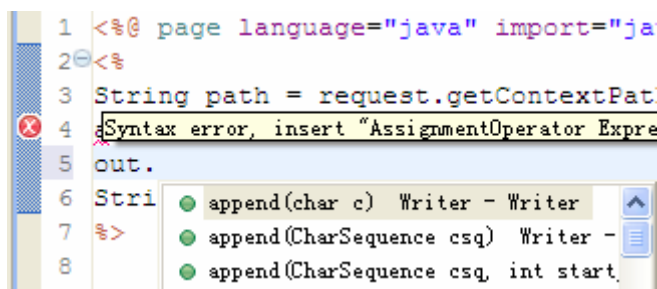 1 <%@ page language="java" import="ja
2 <%
3 String path = request.getContextPat
4 Syntax error, insert "AssignmentOperator Expre
5 out.
6 Stri append(char c) Writer - Writer
7 %> append(CharSequence csq) Writer -
8 append(CharSequence csq, int start,